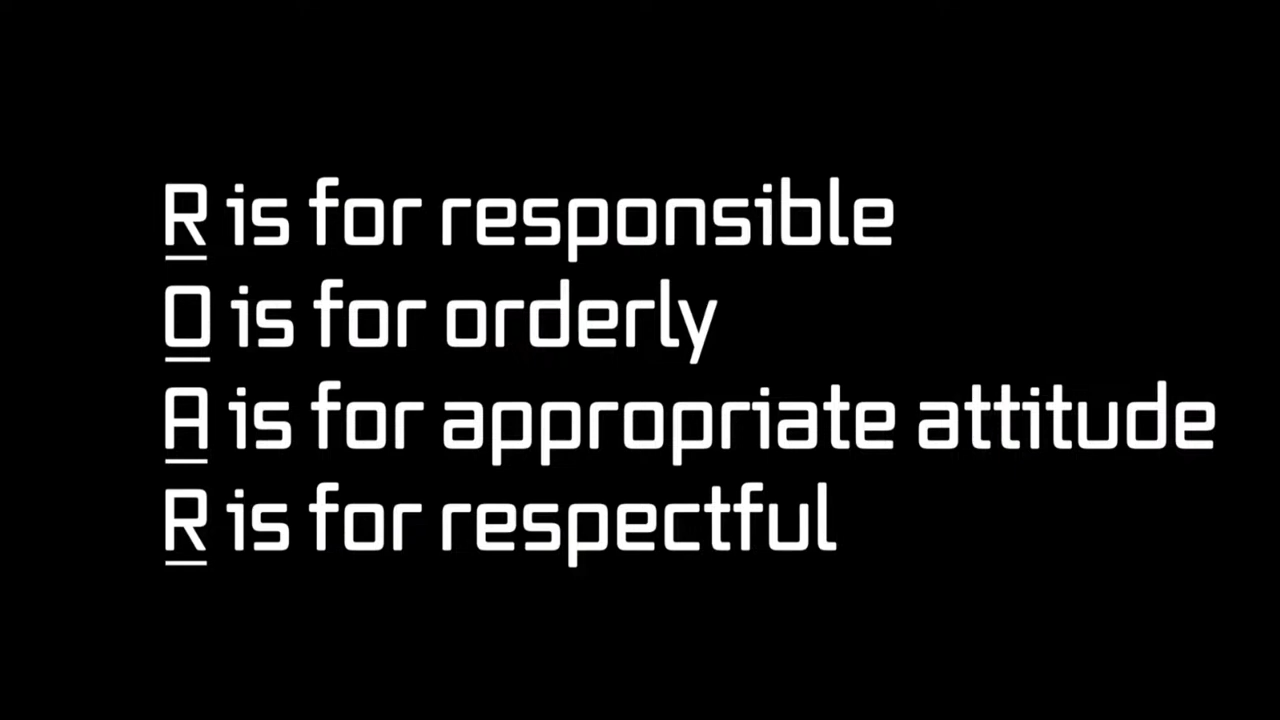 R is for responsible
O is for orderly
A is for appropriate attitude
R is for respectful